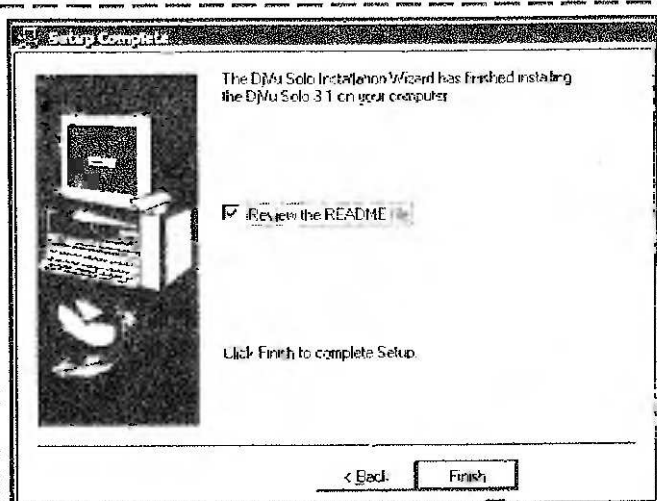 Setup Complete
The DjVu Solo Installation Wizard has finished installing
the DjVu Solo 3.1 on your computer
Review the README file
Click Finish to complete Setup.
< Back
Finish